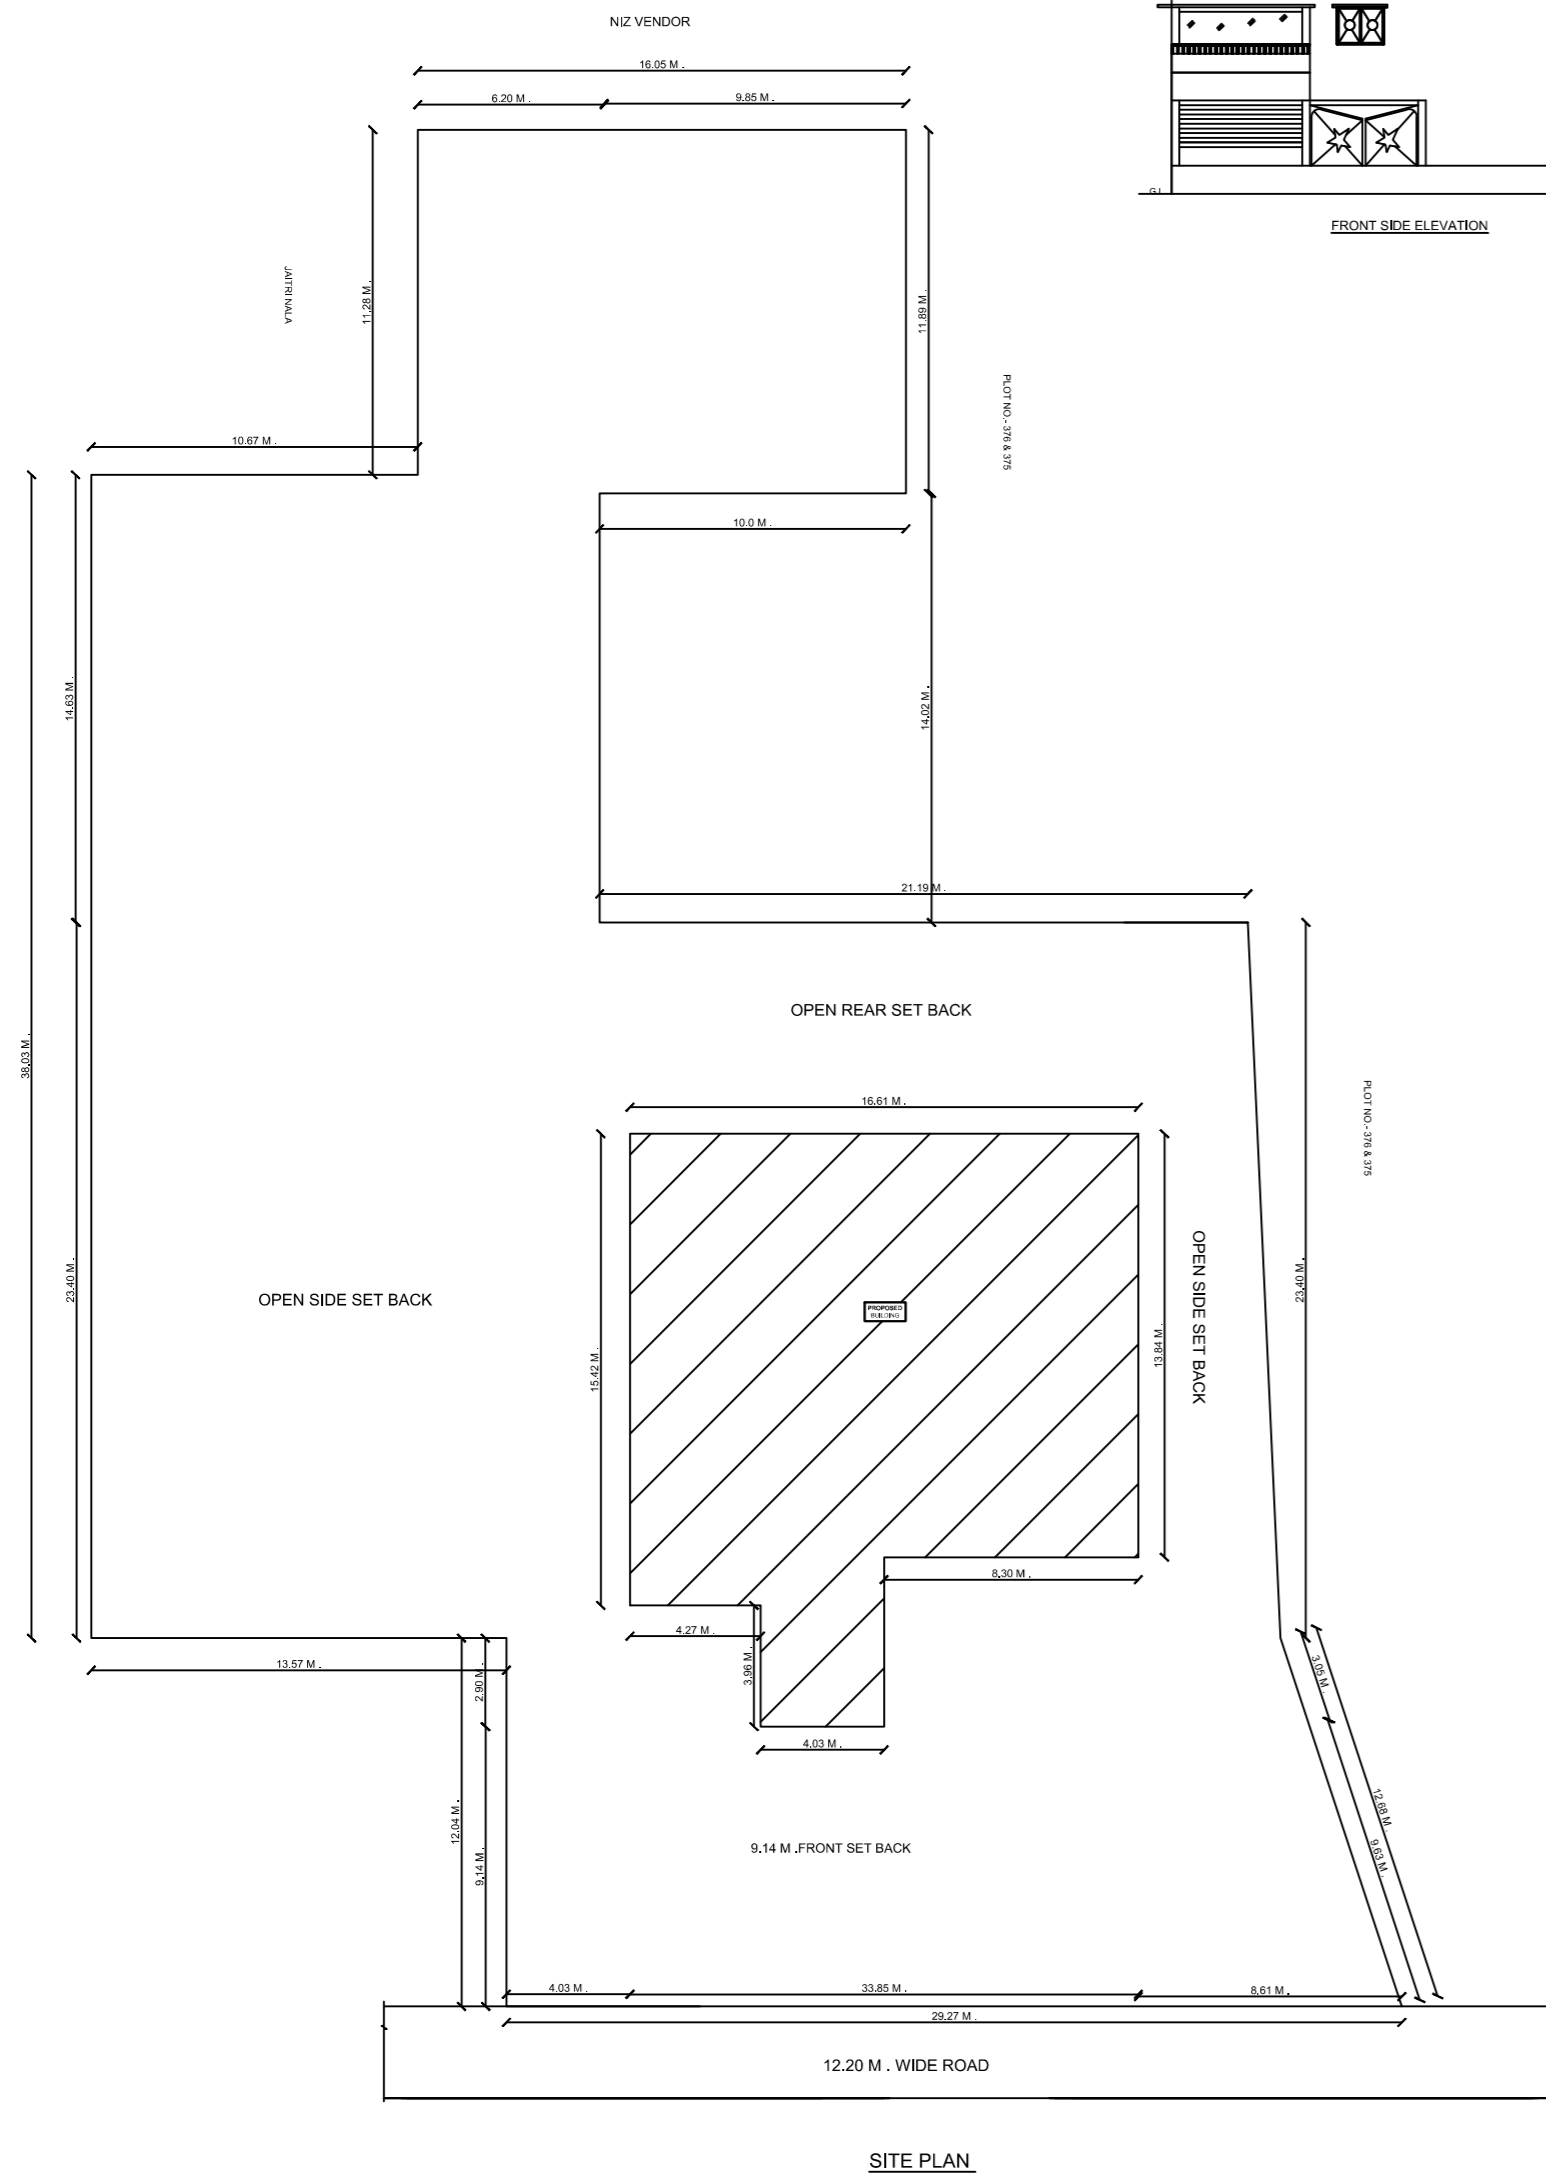 NIZ VENDOR
16.05 M .
6.20 M .
9.85 M .
G.L
FRONT SIDE ELEVATION
JAITRI NALA
11.28 M .
11.89 M .
PLOT NO.- 376 & 375
10.67 M .
10.0 M .
14.63 M .
14.02 M .
21.19 M .
OPEN REAR SET BACK
38.03 M .
16.61 M .
PLOT NO.- 376 & 375
23.40 M .
OPEN SIDE SET BACK
PROPOSED
BUILDING
OPEN SIDE SET BACK
23.40 M .
15.42 M .
13.84 M .
8.30 M .
4.27 M .
13.57 M .
2.90 M .
3.96 M .
3.05 M .
4.03 M .
12.04 M .
9.14 M .
9.14 M .FRONT SET BACK
12.68 M .
9.63 M .
4.03 M .
33.85 M .
8.61 M .
29.27 M .
12.20 M . WIDE ROAD
SITE PLAN